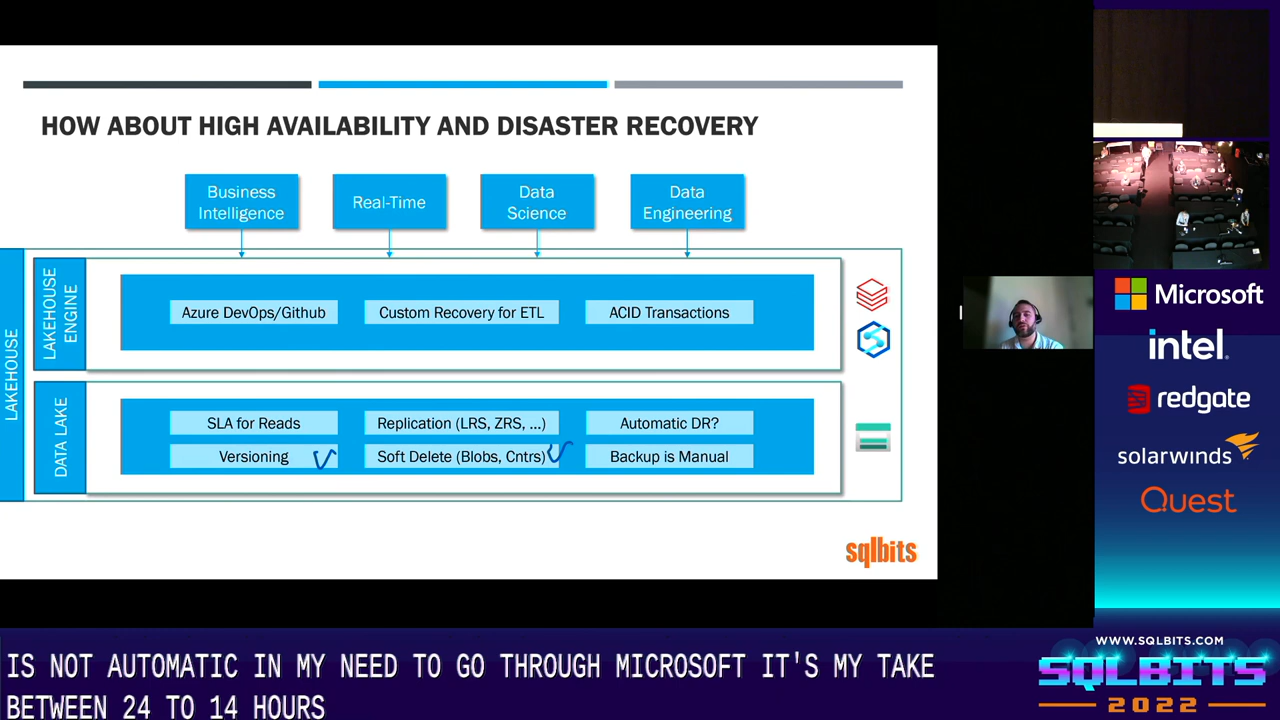 HOW ABOUT HIGH AVAILABILITY AND DISASTER RECOVERY
Business
Intelligence
Real-Time
Data
Science
Data
Engineering
LAKEHOUSE
LAKEHOUSE
ENGINE
Azure DevOps/Github
Custom Recovery for ETL
ACID Transactions
DATA LAKE
SLA for Reads
Replication (LRS, ZRS, ...)
Automatic DR?
Versioning
Soft Delete (Blobs, Cntrs)
Backup is Manual
sqlbits
Microsoft
intel.
redgate
solarwinds
Quest
WWW.SQLBITS.COM
SQLBITS
2022
IS NOT AUTOMATIC IN MY NEED TO GO THROUGH MICROSOFT IT'S MY TAKE
BETWEEN 24 TO 14 HOURS